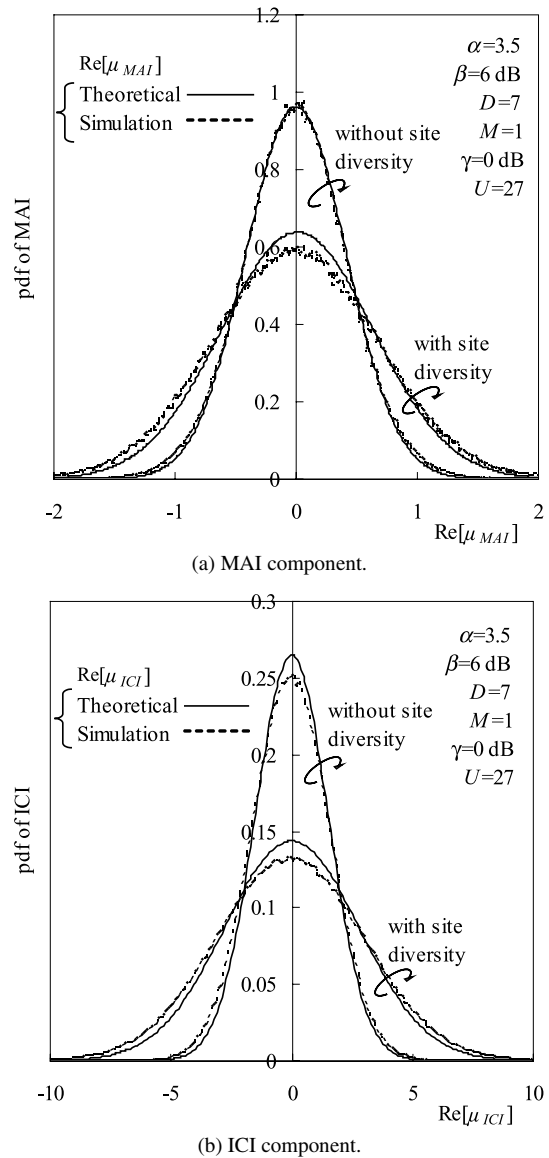 1.2
Re[μ MAI]
Theoretical
Simulation
α=3.5
β=6 dB
D=7
M=1
γ=0 dB
U=27
1
without site
diversity
0.8
pdf of MAI
0.6
0.4
with site
diversity
0.2
0
-2
-1
0
1
2
Re[μ MAI]
(a) MAI component.
0.3
Re[μ ICI]
Theoretical
Simulation
α=3.5
β=6 dB
D=7
M=1
γ=0 dB
U=27
0.25
without site
diversity
0.2
pdf of ICI
0.15
0.1
with site
diversity
0.05
0
-10
-5
0
5
10
Re[μ ICI]
(b) ICI component.